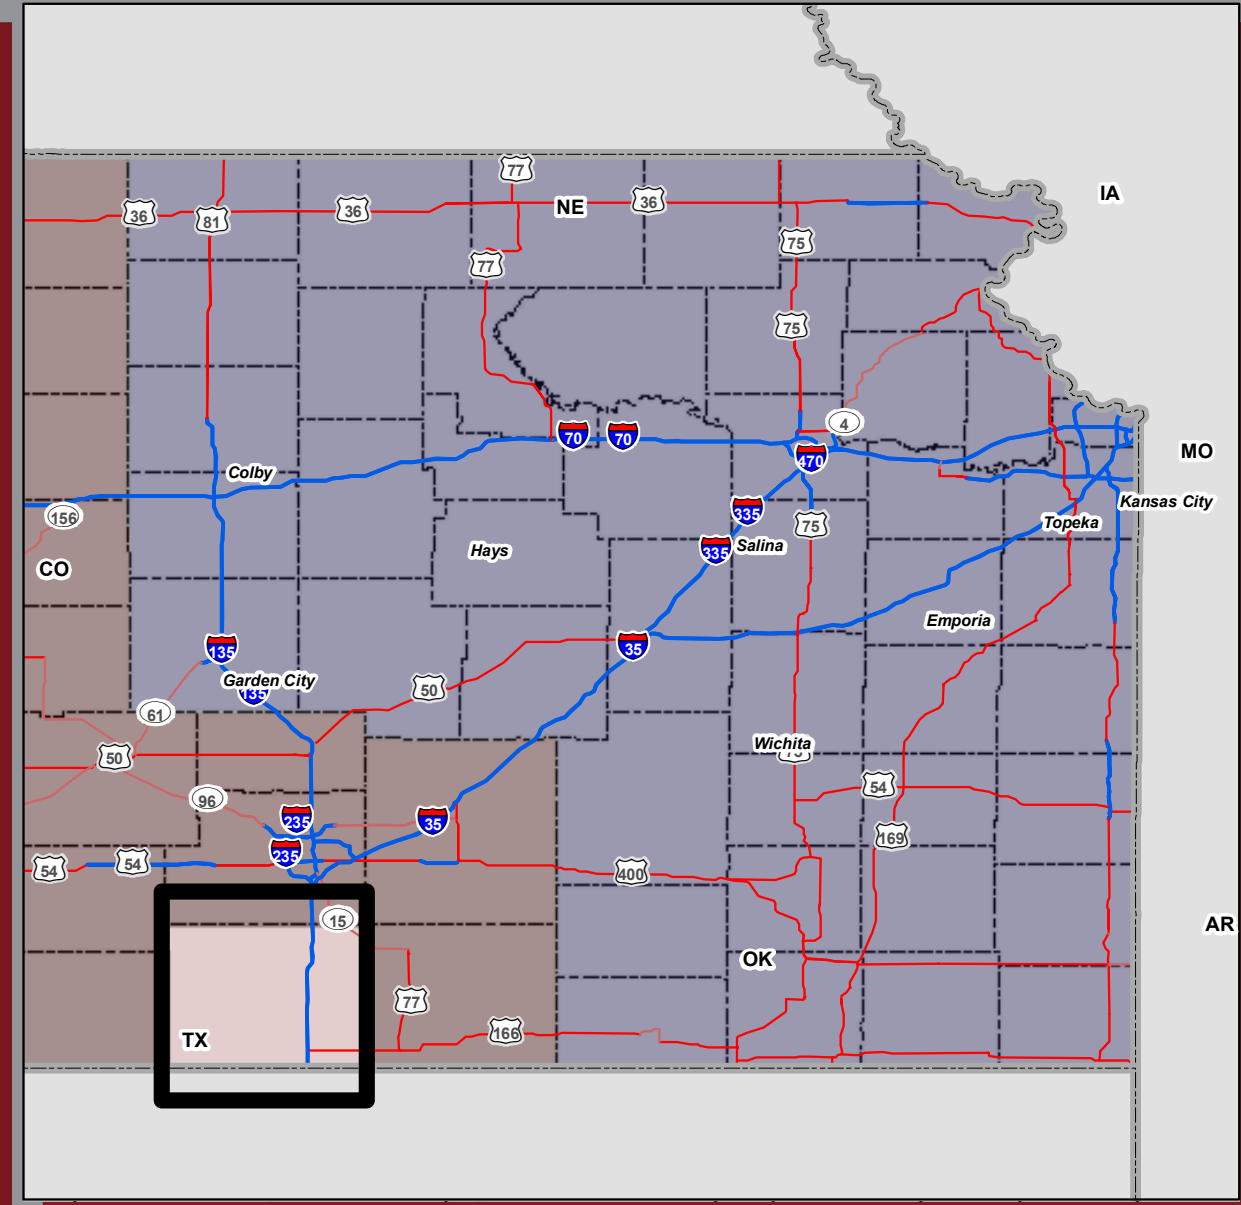 77
IA
36
81
36
NE
36
75
77
75
4
70
70
470
MO
Colby
156
335
Kansas City
75
Topeka
Hays
335
Salina
CO
Emporia
135
35
Garden City
135
50
61
Wichita
75
50
54
96
235
35
169
235
54
54
400
15
AR
OK
77
166
TX